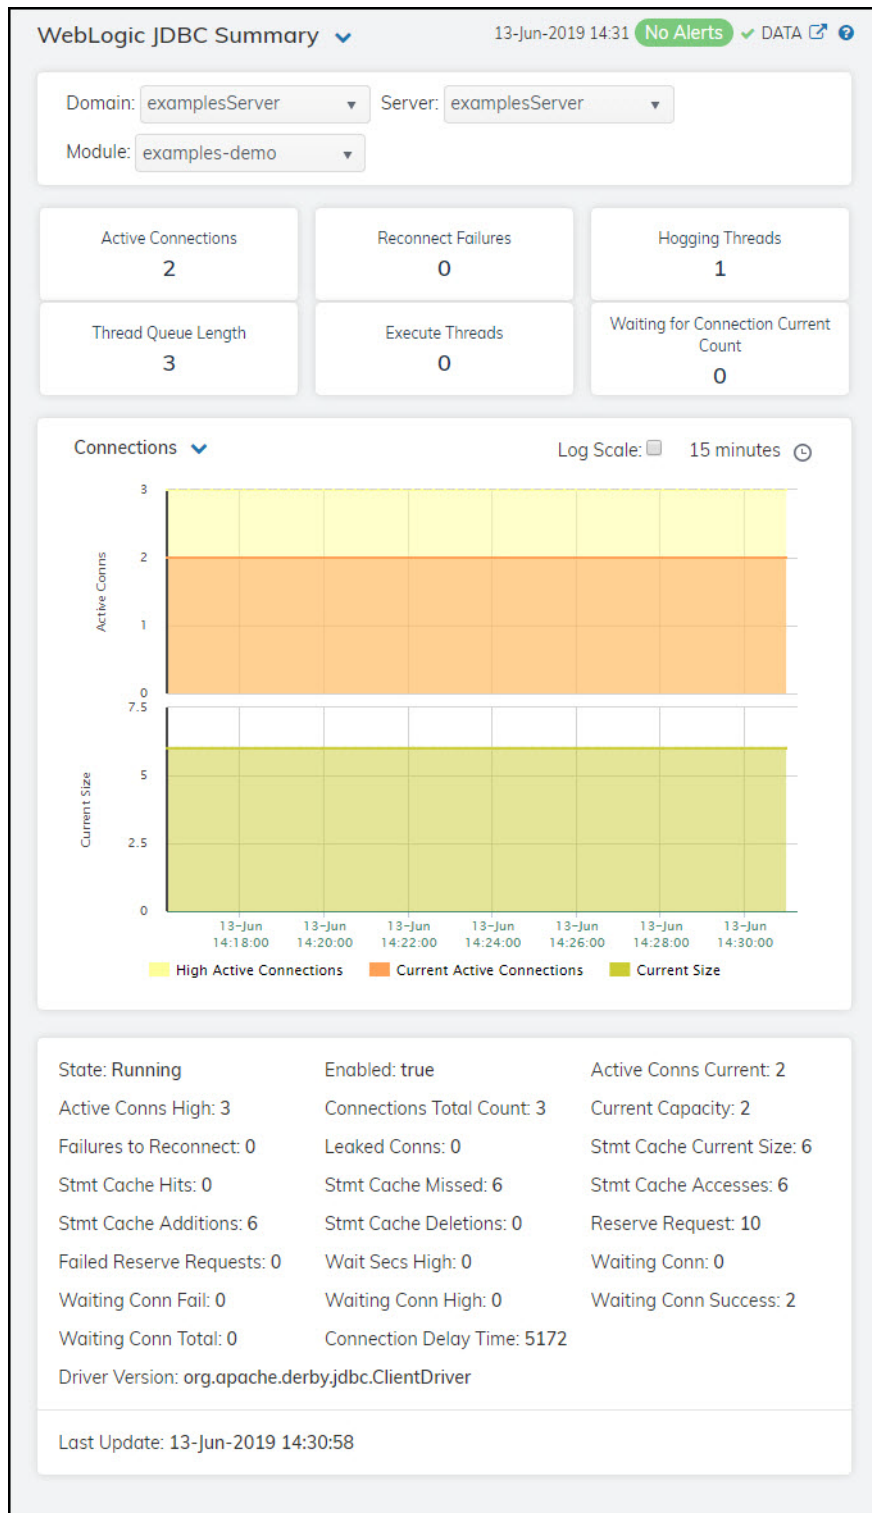 WebLogic JDBC Summary 13-Jun-2019 14:31 No Alerts DATA
Domain: examplesServer Server: examplesServer
Module: examples-demo
Active Connections
2
Reconnect Failures
0
Hogging Threads
1
Thread Queue Length
3
Execute Threads
0
Waiting for Connection Current
Count
0
Connections Log Scale: 15 minutes
3
2
1
0
Active Conns
7.5
5
2.5
0
Current Size
13-Jun 13-Jun 13-Jun 13-Jun 13-Jun 13-Jun 13-Jun
14:18:00 14:20:00 14:22:00 14:24:00 14:26:00 14:28:00 14:30:00
High Active Connections Current Active Connections Current Size
State: Running Enabled: true Active Conns Current: 2
Active Conns High: 3 Connections Total Count: 3 Current Capacity: 2
Failures to Reconnect: 0 Leaked Conns: 0 Stmt Cache Current Size: 6
Stmt Cache Hits: 0 Stmt Cache Missed: 6 Stmt Cache Accesses: 6
Stmt Cache Additions: 6 Stmt Cache Deletions: 0 Reserve Request: 10
Failed Reserve Requests: 0 Wait Secs High: 0 Waiting Conn: 0
Waiting Conn Fail: 0 Waiting Conn High: 0 Waiting Conn Success: 2
Waiting Conn Total: 0 Connection Delay Time: 5172
Driver Version: org.apache.derby.jdbc.ClientDriver
Last Update: 13-Jun-2019 14:30:58